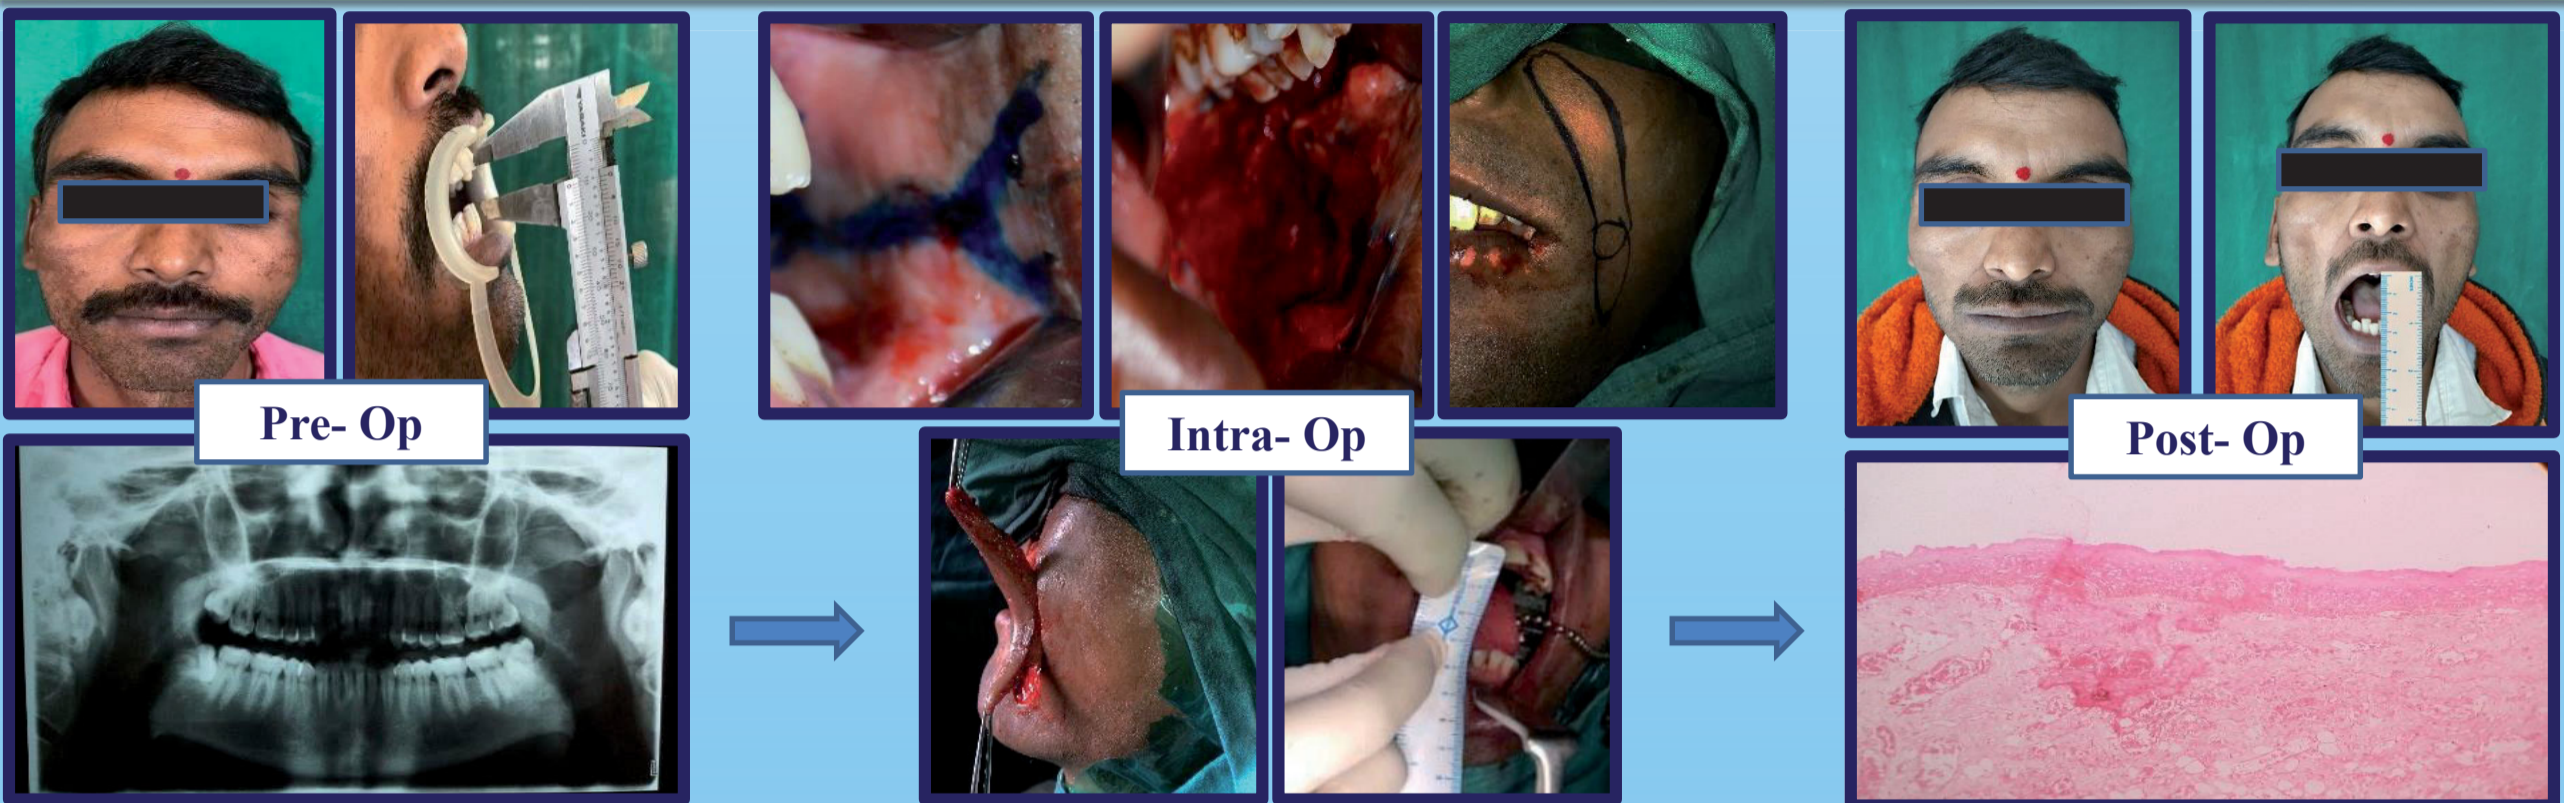 Pre- Op
Intra- Op
Post- Op